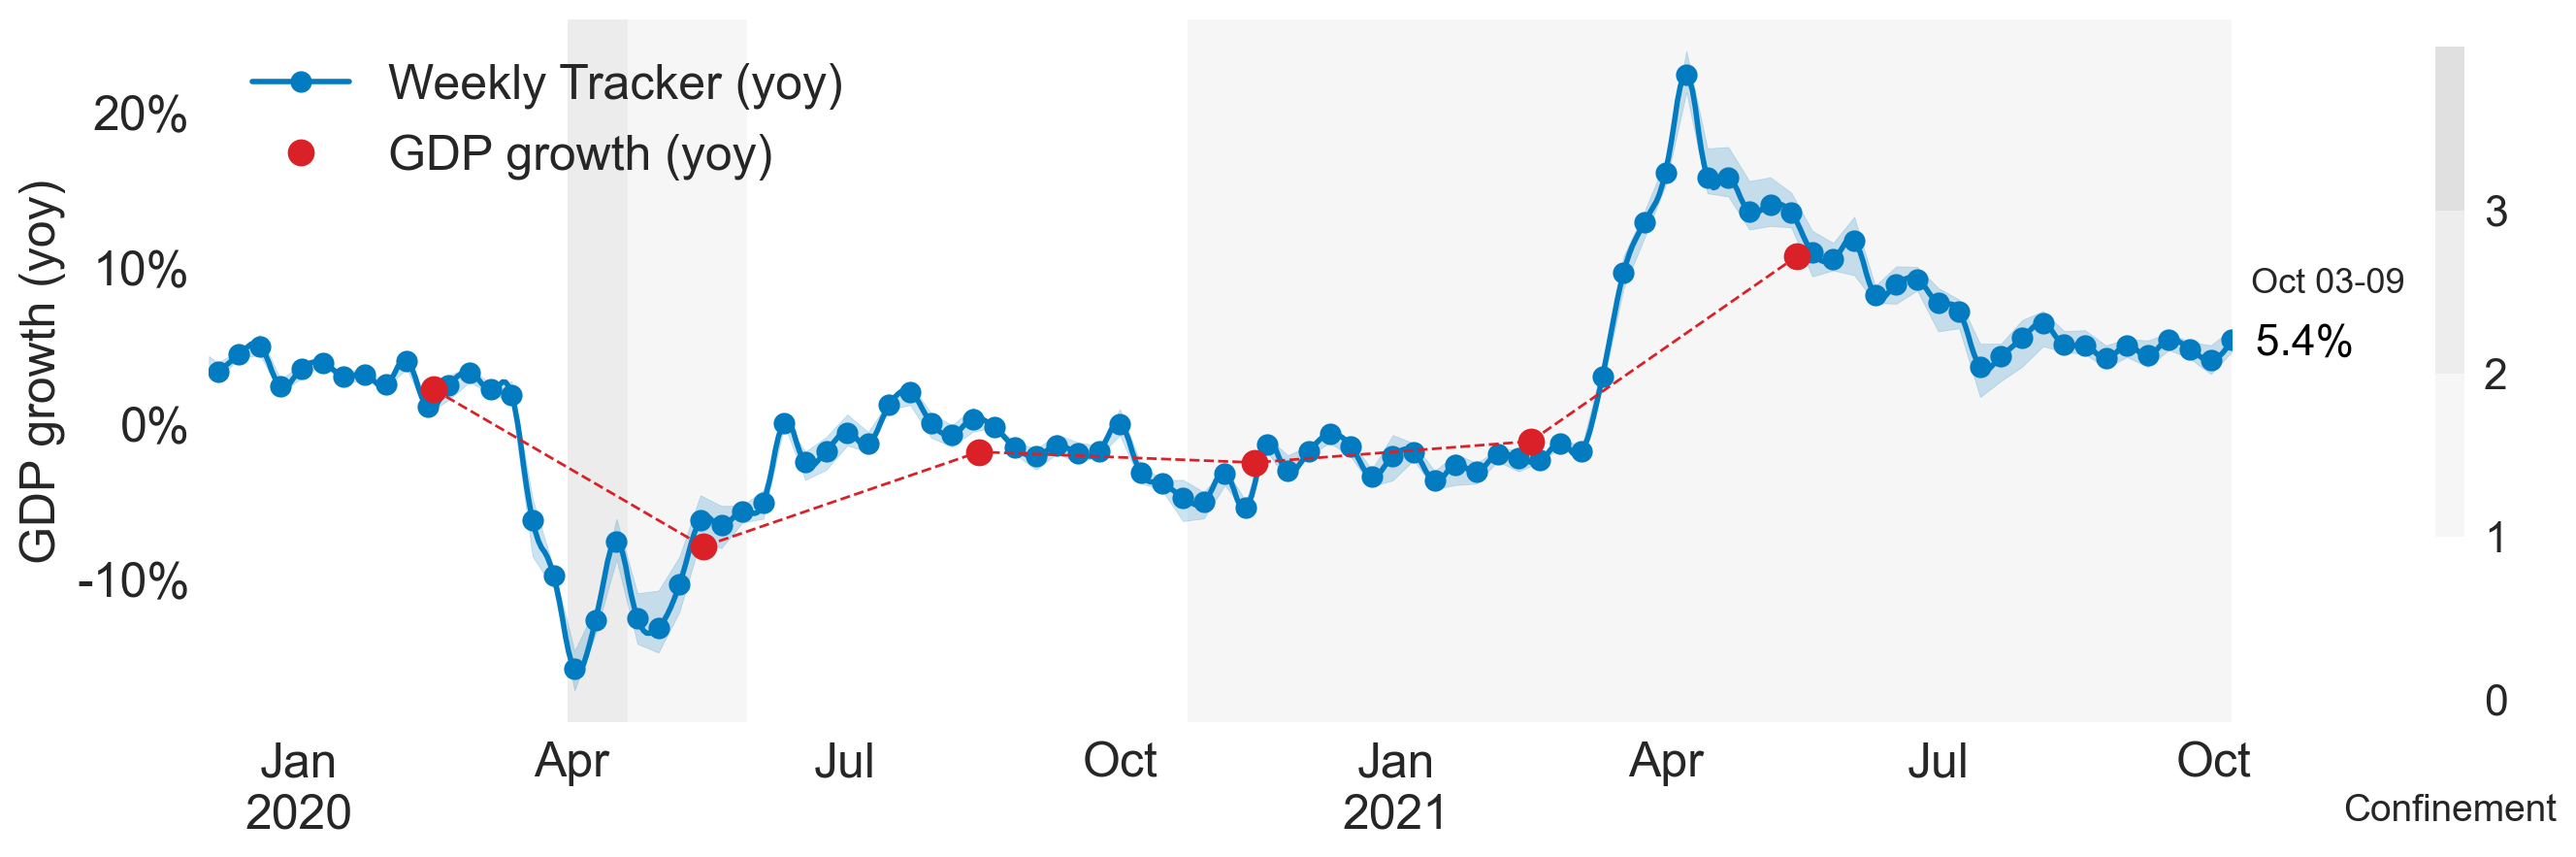 Weekly Tracker (yoy)
GDP growth (yoy)
GDP growth (yoy)
20%
10%
0%
-10%
Jan
2020
Apr
Jul
Oct
Jan
2021
Apr
Jul
Oct
Oct 03-09
5.4%
3
2
1
0
Confinement